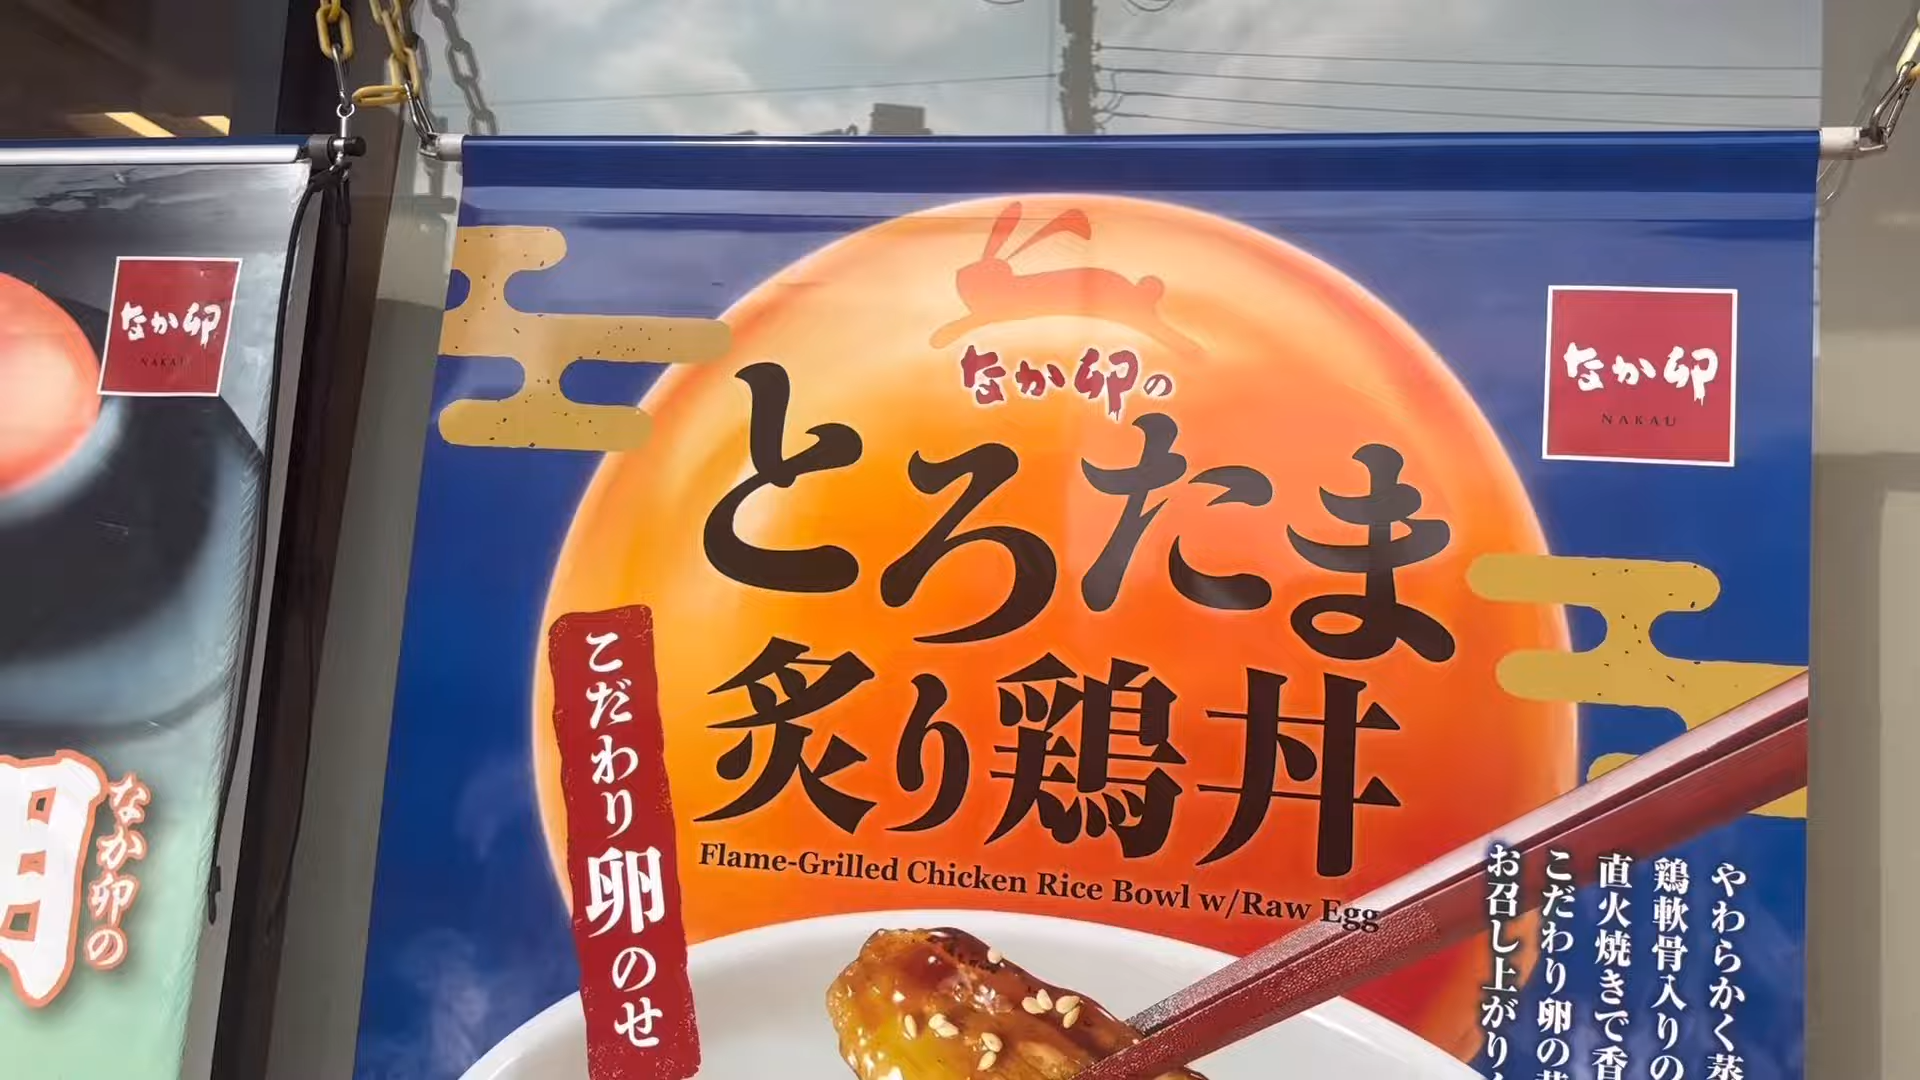 なか卯
NAKAU
なか卯の
なか卯の
とろたま
炙り鶏丼
Flame-Grilled Chicken Rice Bowl w/Raw Egg
こだわり卵のせ
なか卯
NAKAU
やわらかく蒸
鶏軟骨入りの
直火焼きで香
こだわり卵の
お召し上がり